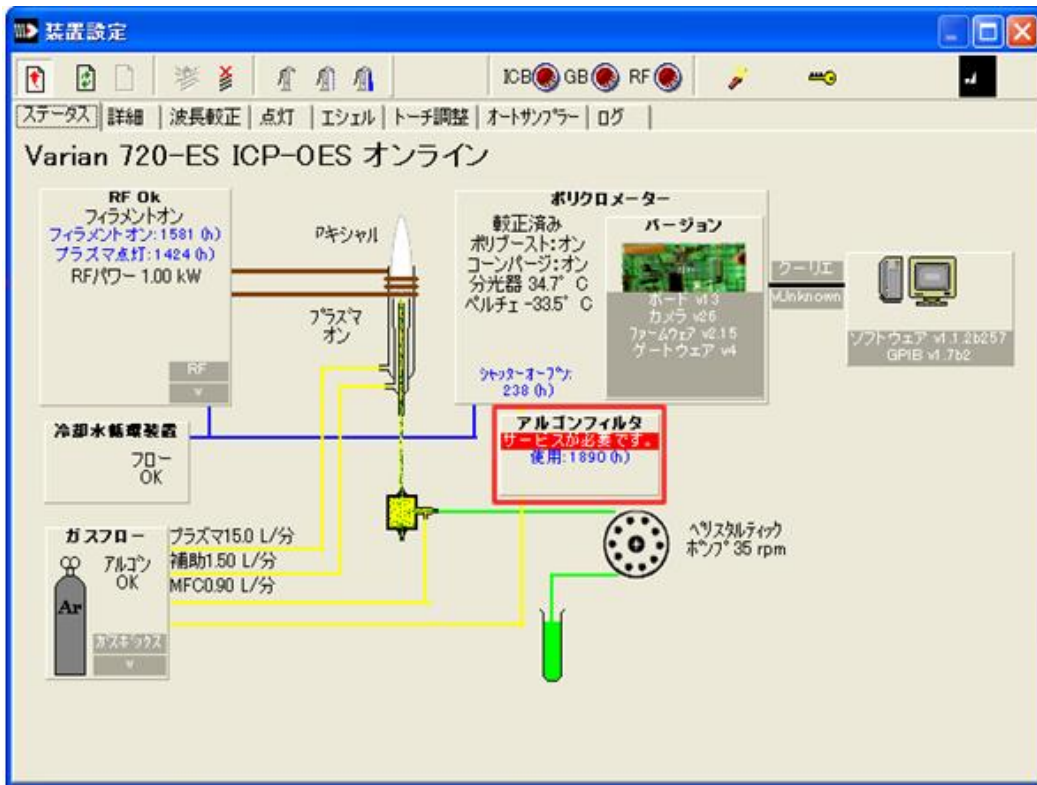 装置設定
ICB GB RF
ステータス 詳細 波長較正 点灯 エシェル トーチ調整 オートサンプラー ログ
Varian 720-ES ICP-OES オンライン
RF Ok
フィラメントオン
フィラメントオン:1581 (h)
プラズマ点灯:1424 (h)
RFパワー 1.00 kW
RF
v
アキシャル
プラズマ
オン
ポリクロメーター
較正済み
ポリブースト:オン
コーンパージ:オン
分光器 34.7° C
ペルチェ -33.5° C
シャッターオープン:
238 (h)
バージョン
ボード v13
カメラ v26
ファームウェア v2.15
ゲートウェア v4
クーリエ
vUnknown
ソフトウェア v1.1.2b257
GPIB v1.7b2
冷却水循環装置
フロー
OK
アルゴンフィルタ
サービスが必要です。
使用:1890 (h)
ガスフロー
アルゴン
OK
Ar
ガスボックス
v
プラズマ15.0 L/分
補助1.50 L/分
MFC0.90 L/分
ペリスタルティック
ポンプ 35 rpm